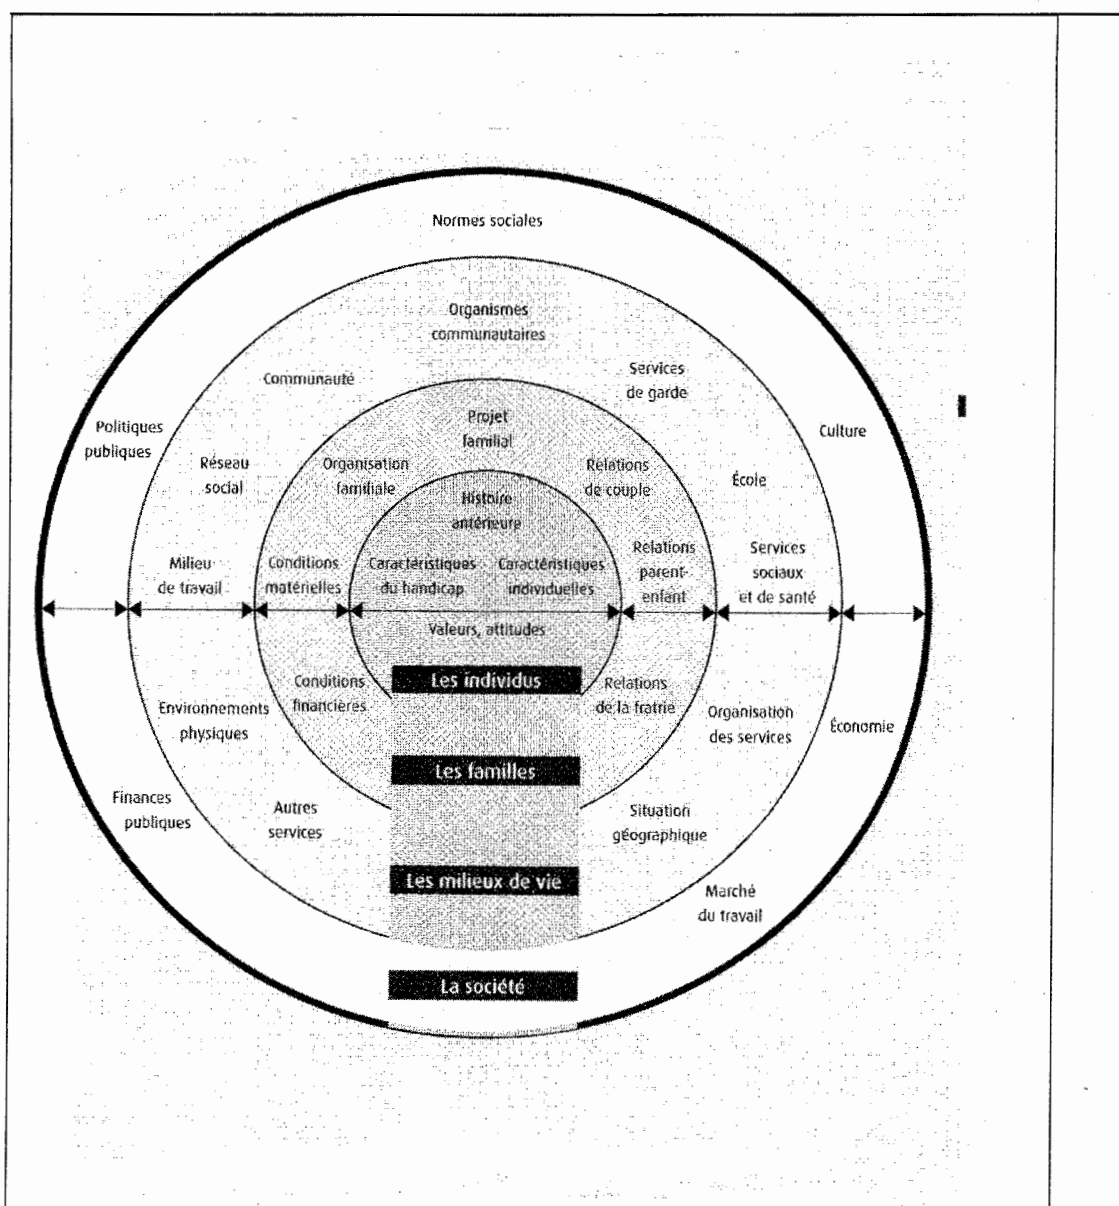 Normes sociales
Organismes
communautaires
Communauté
Services
de garde
Politiques
publiques
Projet
familial
Culture
Réseau
social
Organisation
familiale
Relations
de couple
École
Histoire
antérieure
Milieu
de travail
Conditions
matérielles
Caractéristiques
du handicap
Caractéristiques
individuelles
Relations
parent-
enfant
Services
sociaux
et de santé
Valeurs, attitudes
Les individus
Conditions
financières
Relations
de la fratrie
Environnements
physiques
Organisation
des services
Économie
Les familles
Finances
publiques
Autres
services
Situation
géographique
Les milieux de vie
Marché
du travail
La société